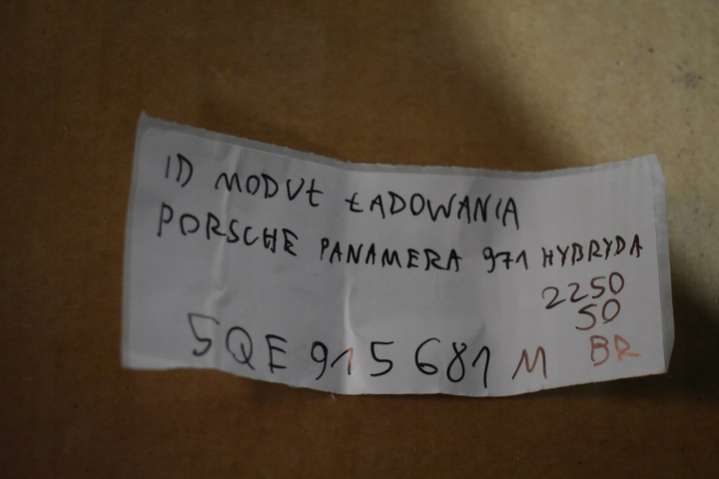 ID MODUŁ ŁADOWANIA
PORSCHE PANAMERA 971 HYBRYDA
2250
50
5QE 915 681 M BR